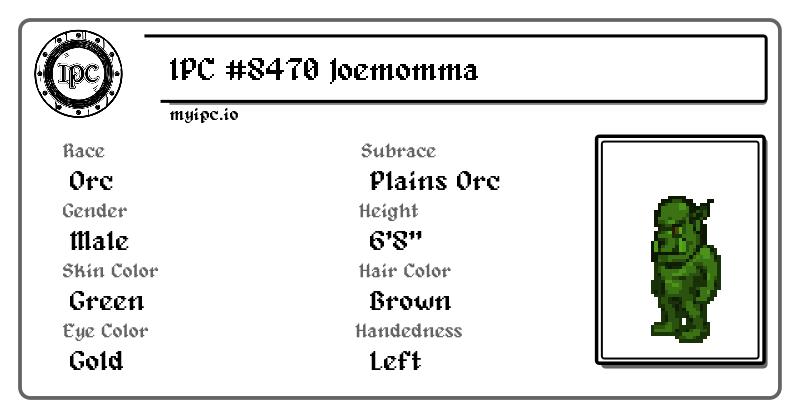 IPC
IPC #8470 Joemomma
myipc.io
Race
Orc
Subrace
Plains Orc
Gender
Male
Height
6'8"
Skin Color
Green
Hair Color
Brown
Eye Color
Gold
Handedness
Left